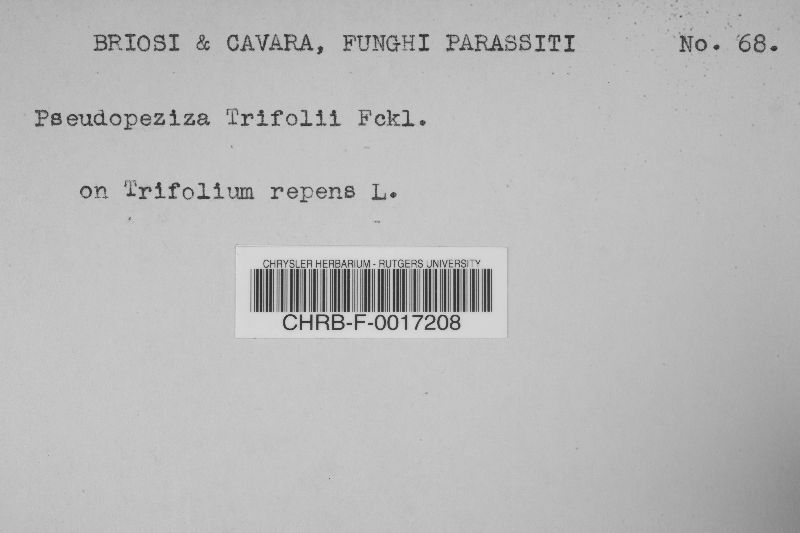 BRIOSI & CAVARA, FUNGHI PARASSITI No. 68.
Pseudopeziza Trifolii Fckl.
on Trifolium repens L.
CHRYSLER HERBARIUM - RUTGERS UNIVERSITY
CHRB-F-0017208